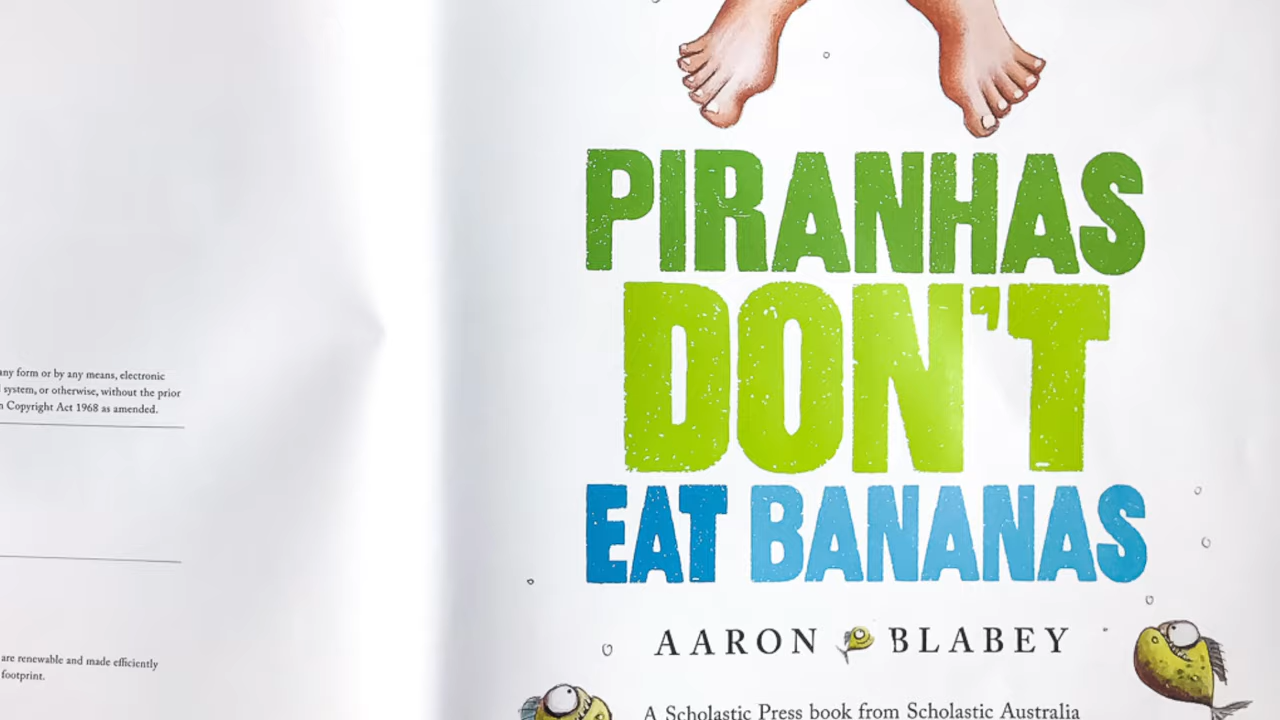 any form or by any means, electronic
system, or otherwise, without the prior
Copyright Act 1968 as amended.
are renewable and made efficiently
footprint.
PIRANHAS
DON'T
EAT BANANAS
AARON BLABEY
A Scholastic Press book from Scholastic Australia